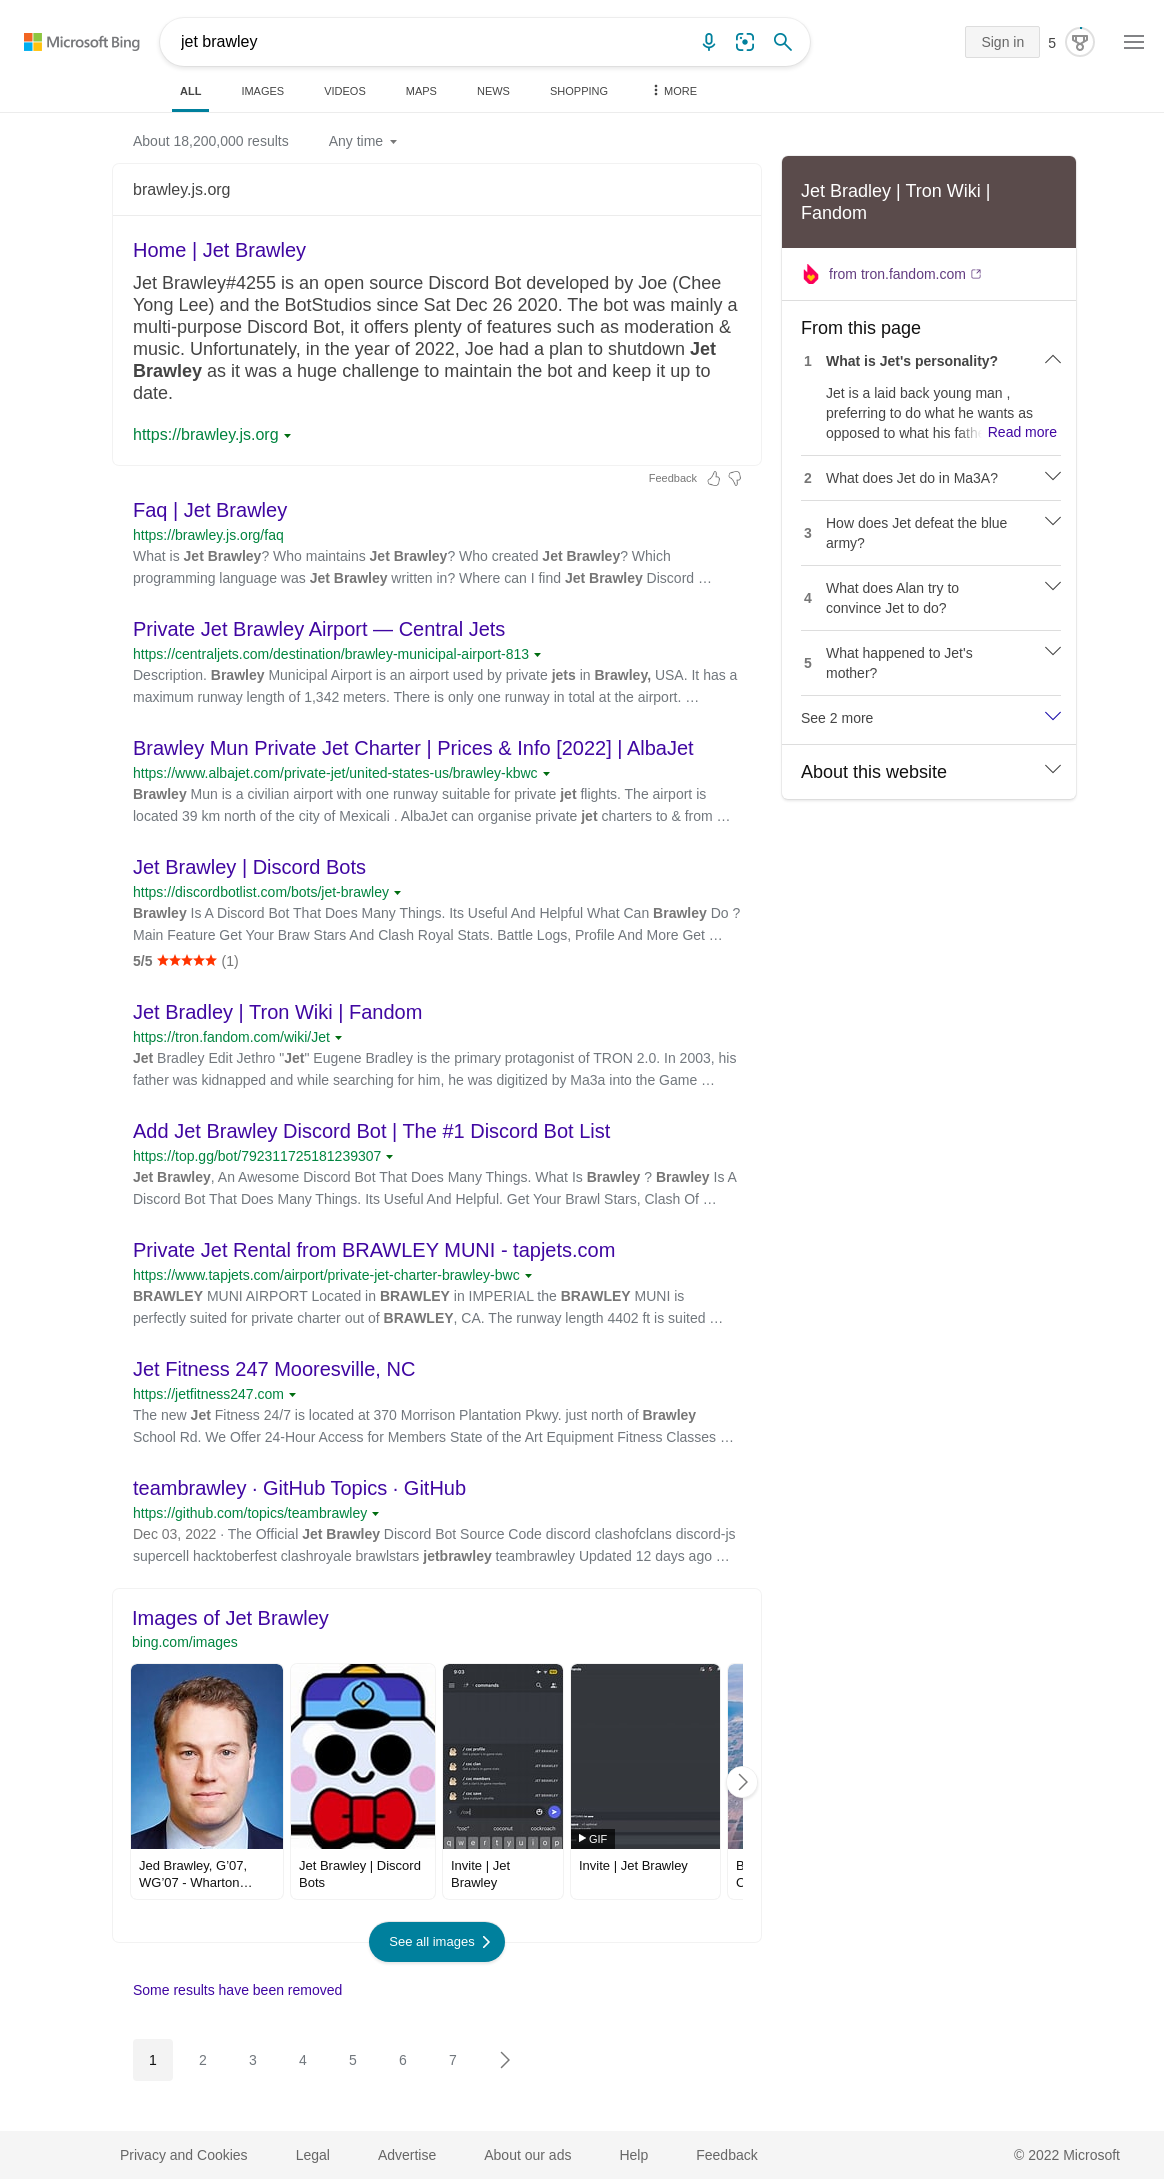 Microsoft Bing
jet brawley
Sign in
5
ALL
IMAGES
VIDEOS
MAPS
NEWS
SHOPPING
MORE
About 18,200,000 results
Any time
brawley.js.org
Home | Jet Brawley
Jet Brawley#4255 is an open source Discord Bot developed by Joe (Chee
Yong Lee) and the BotStudios since Sat Dec 26 2020. The bot was mainly a
multi-purpose Discord Bot, it offers plenty of features such as moderation &
music. Unfortunately, in the year of 2022, Joe had a plan to shutdown Jet
Brawley as it was a huge challenge to maintain the bot and keep it up to
date.
https://brawley.js.org
Feedback
Faq | Jet Brawley
https://brawley.js.org/faq
What is Jet Brawley? Who maintains Jet Brawley? Who created Jet Brawley? Which
programming language was Jet Brawley written in? Where can I find Jet Brawley Discord …
Private Jet Brawley Airport — Central Jets
https://centraljets.com/destination/brawley-municipal-airport-813
Description. Brawley Municipal Airport is an airport used by private jets in Brawley, USA. It has a
maximum runway length of 1,342 meters. There is only one runway in total at the airport. …
Brawley Mun Private Jet Charter | Prices & Info [2022] | AlbaJet
https://www.albajet.com/private-jet/united-states-us/brawley-kbwc
Brawley Mun is a civilian airport with one runway suitable for private jet flights. The airport is
located 39 km north of the city of Mexicali . AlbaJet can organise private jet charters to & from …
Jet Brawley | Discord Bots
https://discordbotlist.com/bots/jet-brawley
Brawley Is A Discord Bot That Does Many Things. Its Useful And Helpful What Can Brawley Do ?
Main Feature Get Your Braw Stars And Clash Royal Stats. Battle Logs, Profile And More Get …
5/5 ★★★★★ (1)
Jet Bradley | Tron Wiki | Fandom
https://tron.fandom.com/wiki/Jet
Jet Bradley Edit Jethro "Jet" Eugene Bradley is the primary protagonist of TRON 2.0. In 2003, his
father was kidnapped and while searching for him, he was digitized by Ma3a into the Game …
Add Jet Brawley Discord Bot | The #1 Discord Bot List
https://top.gg/bot/792311725181239307
Jet Brawley, An Awesome Discord Bot That Does Many Things. What Is Brawley ? Brawley Is A
Discord Bot That Does Many Things. Its Useful And Helpful. Get Your Brawl Stars, Clash Of …
Private Jet Rental from BRAWLEY MUNI - tapjets.com
https://www.tapjets.com/airport/private-jet-charter-brawley-bwc
BRAWLEY MUNI AIRPORT Located in BRAWLEY in IMPERIAL the BRAWLEY MUNI is
perfectly suited for private charter out of BRAWLEY, CA. The runway length 4402 ft is suited …
Jet Fitness 247 Mooresville, NC
https://jetfitness247.com
The new Jet Fitness 24/7 is located at 370 Morrison Plantation Pkwy. just north of Brawley
School Rd. We Offer 24-Hour Access for Members State of the Art Equipment Fitness Classes …
teambrawley · GitHub Topics · GitHub
https://github.com/topics/teambrawley
Dec 03, 2022 · The Official Jet Brawley Discord Bot Source Code discord clashofclans discord-js
supercell hacktoberfest clashroyale brawlstars jetbrawley teambrawley Updated 12 days ago …
Images of Jet Brawley
bing.com/images
9:03
commands
/ coc profile
JET BRAWLEY
/ coc clan
JET BRAWLEY
/ coc members
JET BRAWLEY
/ coc save
JET BRAWLEY
/coc
"coc" coconut cockroach
q w e r t y u i o p
GIF
Jed Brawley, G'07,
WG'07 - Wharton…
Jet Brawley | Discord
Bots
Invite | Jet
Brawley
Invite | Jet Brawley
See all images
Some results have been removed
1 2 3 4 5 6 7
Jet Bradley | Tron Wiki |
Fandom
from tron.fandom.com
From this page
1 What is Jet's personality?
Jet is a laid back young man ,
preferring to do what he wants as
opposed to what his fathe Read more
2 What does Jet do in Ma3A?
3 How does Jet defeat the blue
army?
4 What does Alan try to
convince Jet to do?
5 What happened to Jet's
mother?
See 2 more
About this website
Privacy and Cookies
Legal
Advertise
About our ads
Help
Feedback
© 2022 Microsoft